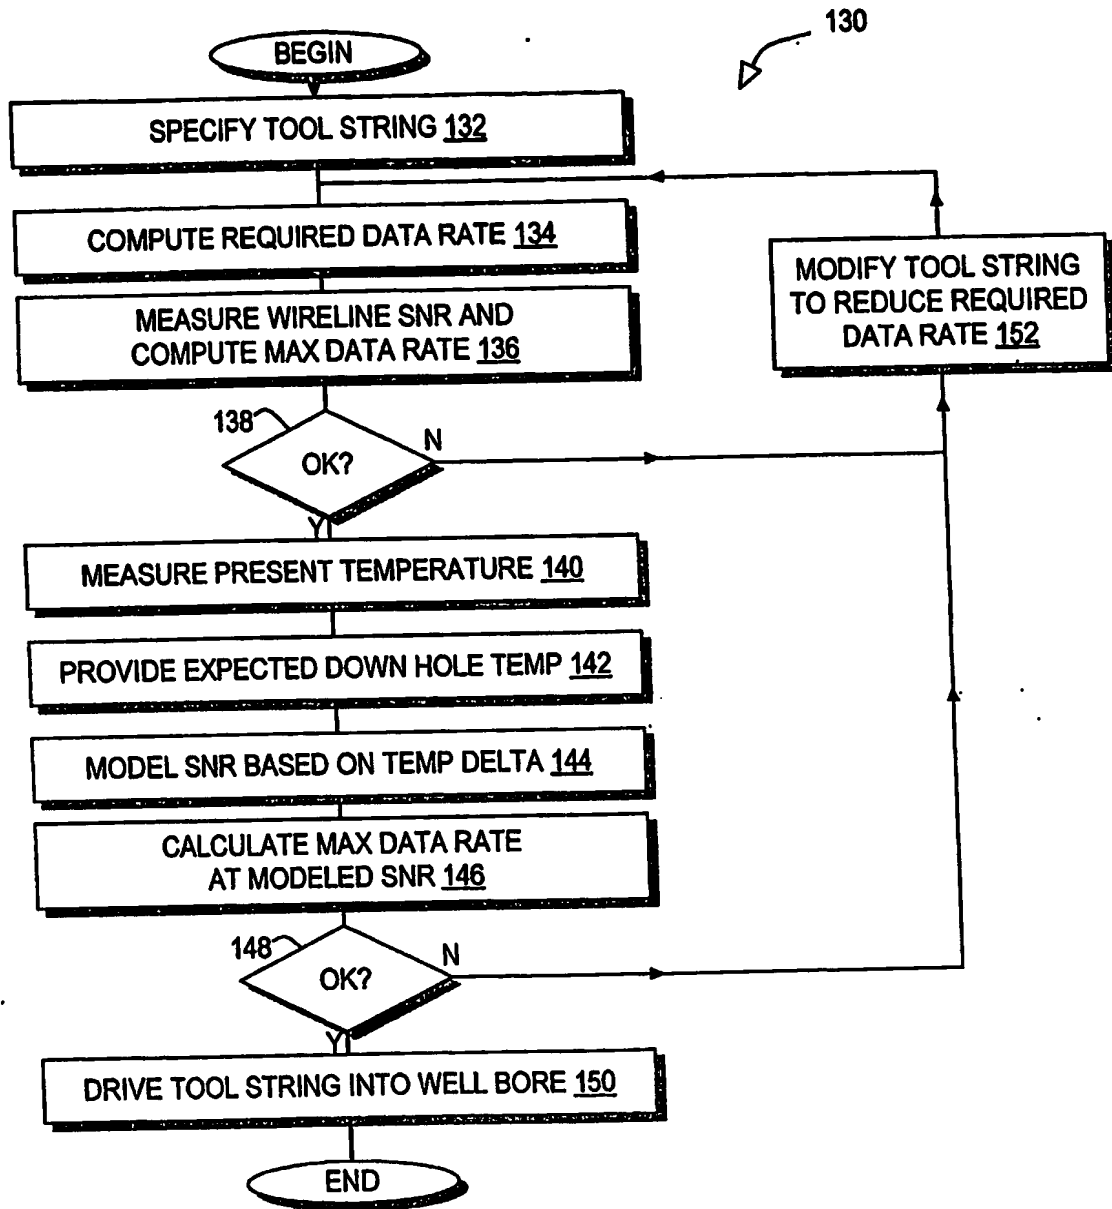 130
BEGIN
SPECIFY TOOL STRING 132
COMPUTE REQUIRED DATA RATE 134
MODIFY TOOL STRING
TO REDUCE REQUIRED
DATA RATE 152
MEASURE WIRELINE SNR AND
COMPUTE MAX DATA RATE 136
138
OK?
N
Y
MEASURE PRESENT TEMPERATURE 140
PROVIDE EXPECTED DOWN HOLE TEMP 142
MODEL SNR BASED ON TEMP DELTA 144
CALCULATE MAX DATA RATE
AT MODELED SNR 146
148
OK?
N
Y
DRIVE TOOL STRING INTO WELL BORE 150
END